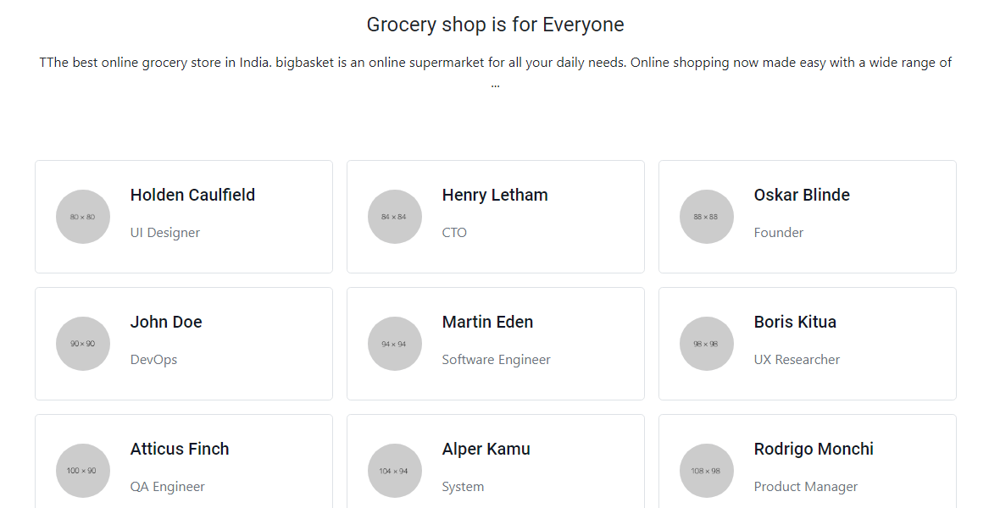 Grocery shop is for Everyone
TThe best online grocery store in India. bigbasket is an online supermarket for all your daily needs. Online shopping now made easy with a wide range of
...
80 × 80
Holden Caulfield
UI Designer
84 × 84
Henry Letham
CTO
88 × 88
Oskar Blinde
Founder
90 × 90
John Doe
DevOps
94 × 94
Martin Eden
Software Engineer
98 × 98
Boris Kitua
UX Researcher
100 × 90
Atticus Finch
QA Engineer
104 × 94
Alper Kamu
System
108 × 98
Rodrigo Monchi
Product Manager